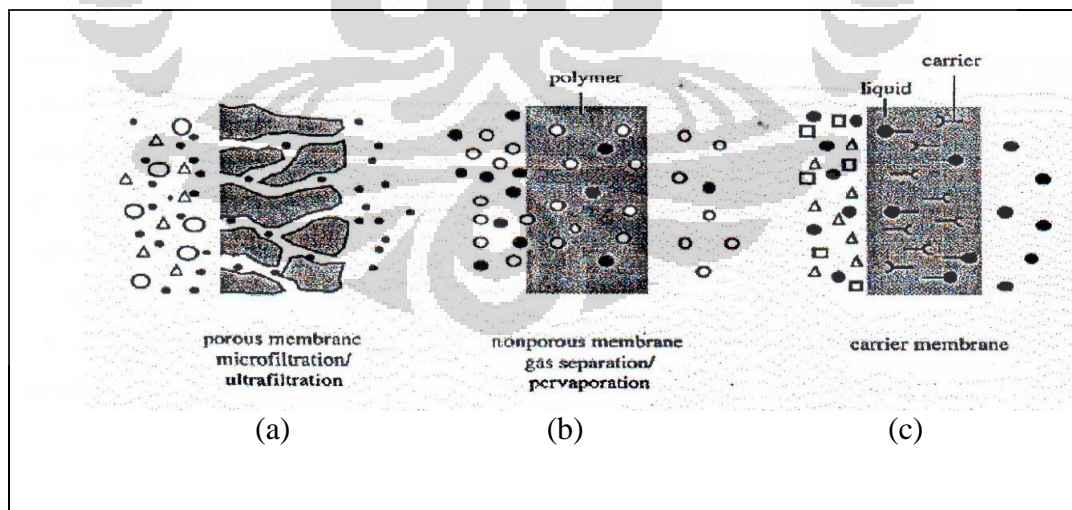 polymer
carrier
liquid
porous membrane
microfiltration/
ultrafiltration
nonporous membrane
gas separation/
pervaporation
carrier membrane
(a)
(b)
(c)